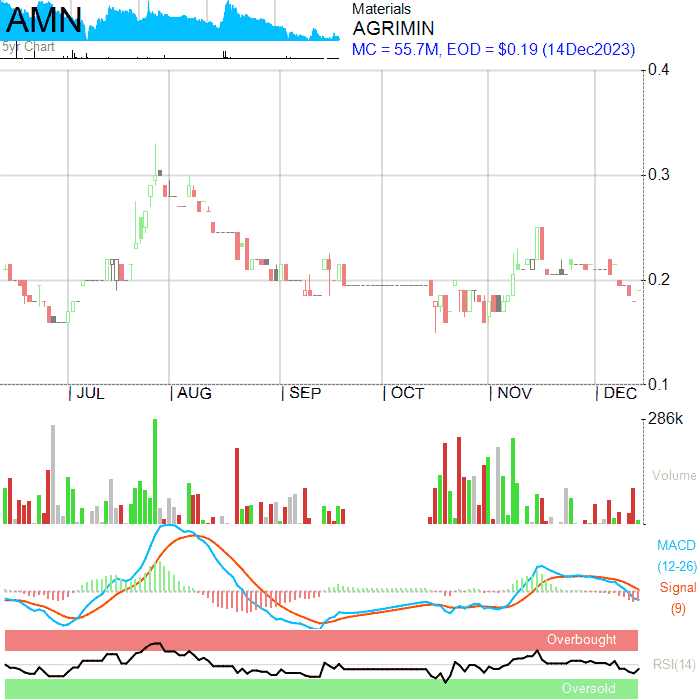 AMN
5yr Chart
Materials
AGRIMIN
MC = 55.7M, EOD = $0.19 (14Dec2023)
0.4
0.3
0.2
0.1
JUL
AUG
SEP
OCT
NOV
DEC
286k
Volume
MACD
(12-26)
Signal
(9)
Overbought
RSI(14)
Oversold